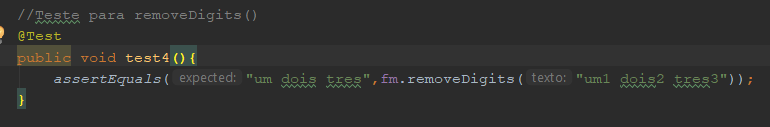 //Teste para removeDigits()
@Test
public void test4(){
assertEquals( expected: "um dois tres",fm.removeDigits( texto: "um1 dois2 tres3"));
}